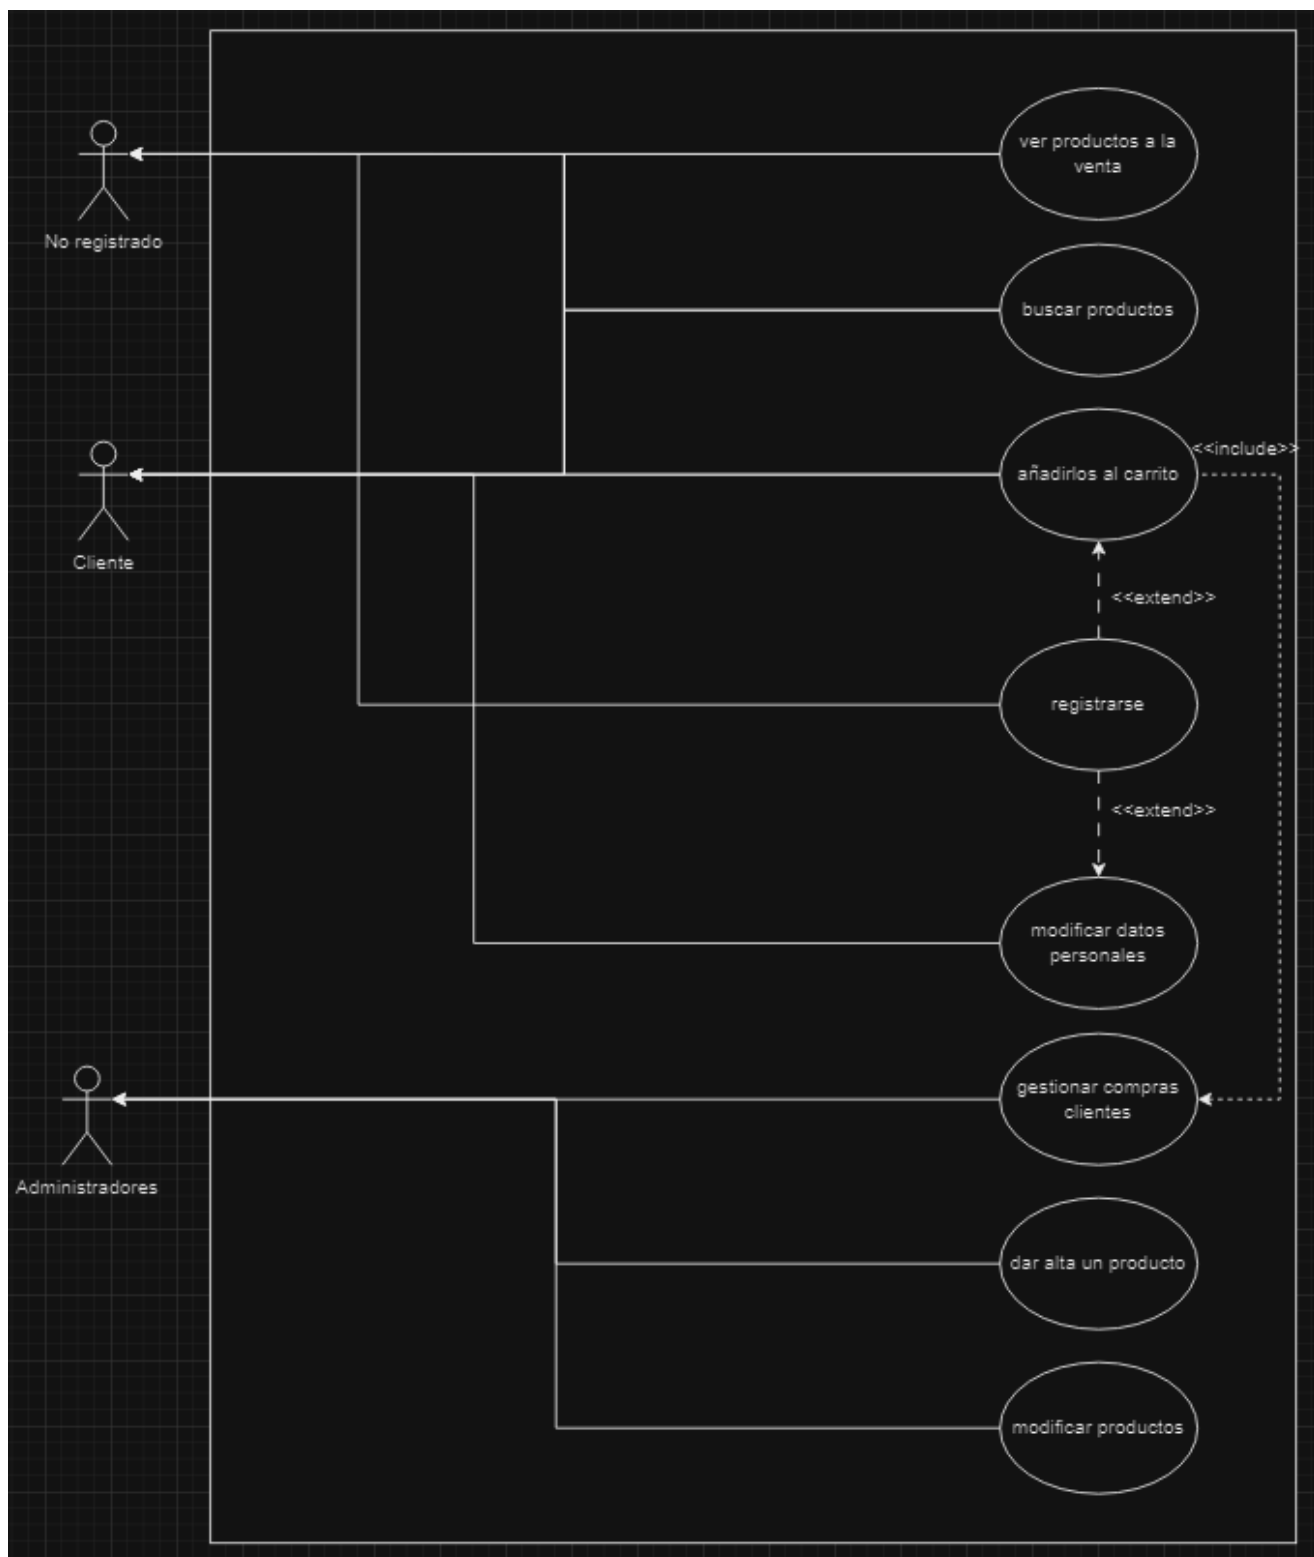 ver productos a la
venta
No registrado
buscar productos
<<include>>
añadirlos al carrito
Cliente
<<extend>>
registrarse
<<extend>>
modificar datos
personales
gestionar compras
clientes
Administradores
dar alta un producto
modificar productos